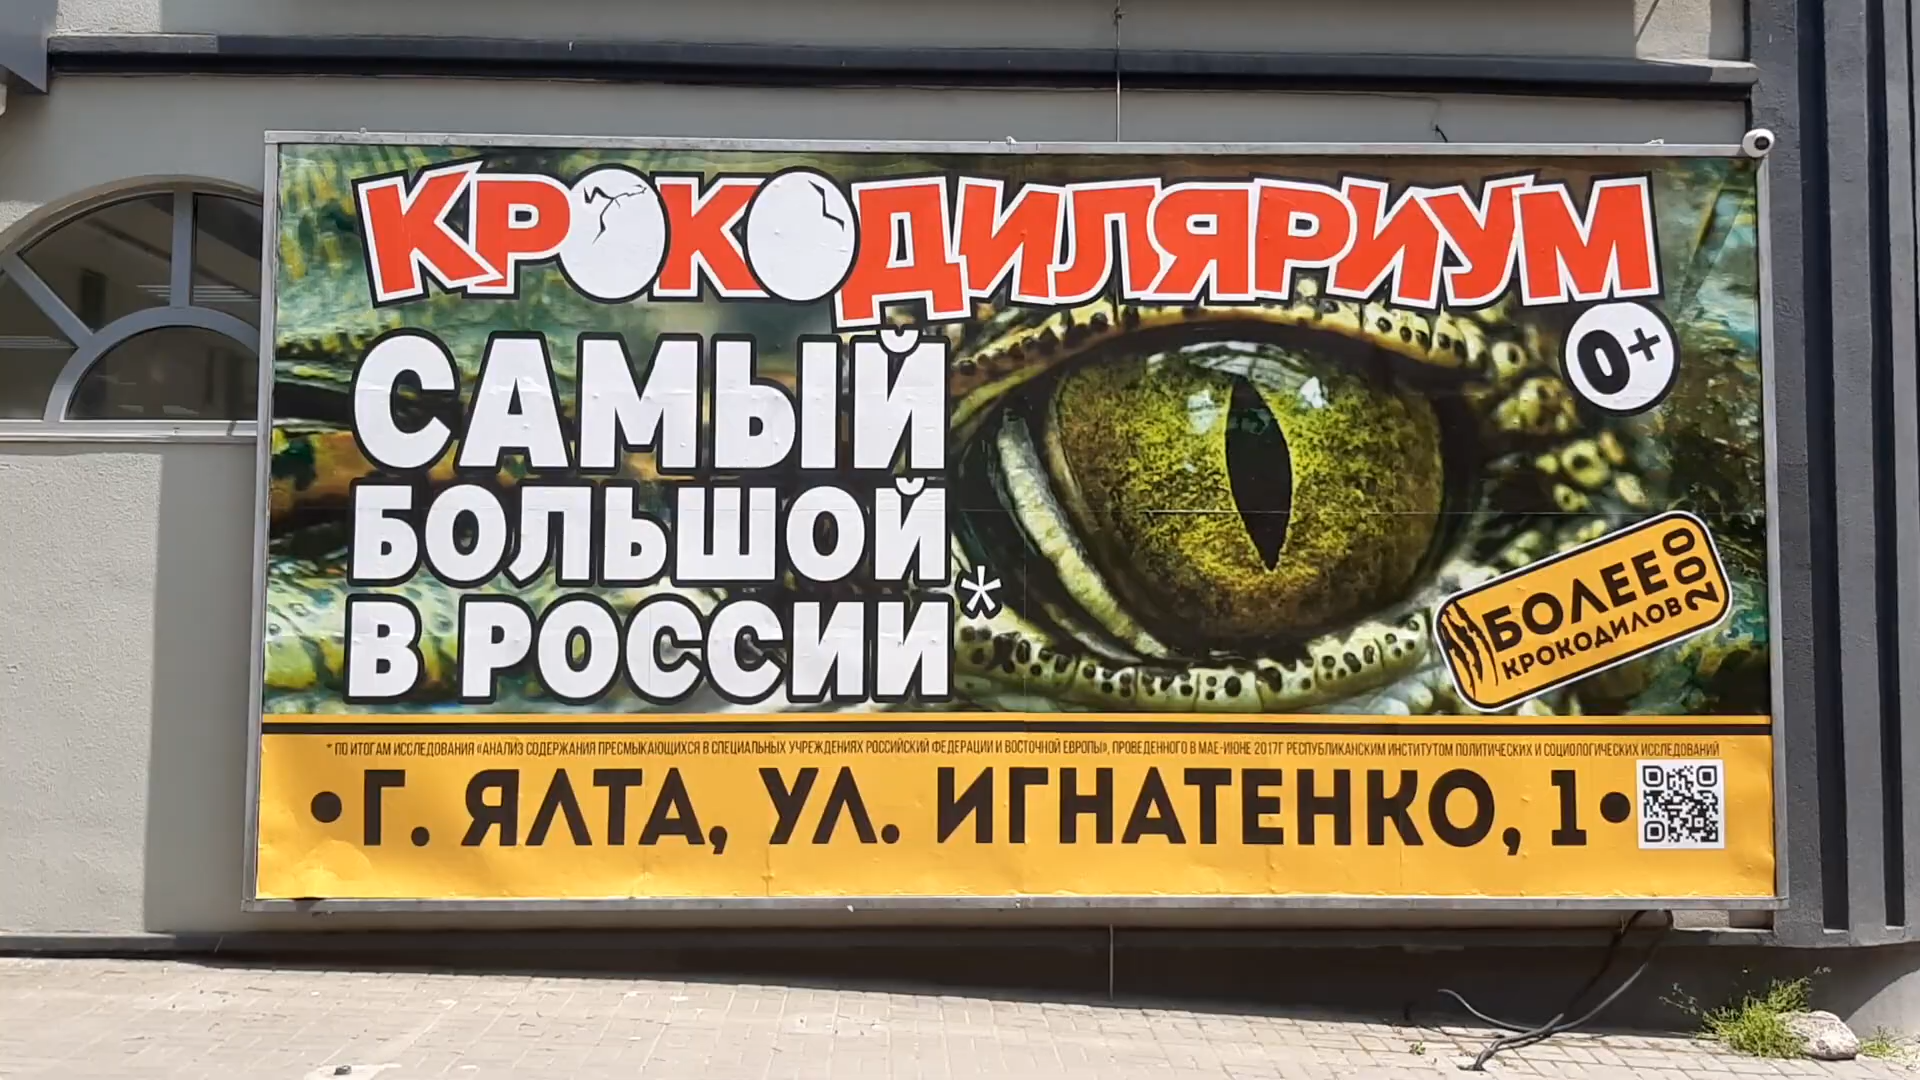 КРОКОДИЛЯРИУМ
0+
САМЫЙ
БОЛЬШОЙ
В РОССИИ*
БОЛЕЕ 200
КРОКОДИЛОВ
* ПО ИТОГАМ ИССЛЕДОВАНИЯ «АНАЛИЗ СОДЕРЖАНИЯ ПРЕСМЫКАЮЩИХСЯ В СПЕЦИАЛЬНЫХ УЧРЕЖДЕНИЯХ РОССИЙСКИЙ ФЕДЕРАЦИИ И ВОСТОЧНОЙ ЕВРОПЫ», ПРОВЕДЕННОГО В МАЕ-ИЮНЕ 2017Г РЕСПУБЛИКАНСКИМ ИНСТИТУТОМ ПОЛИТИЧЕСКИХ И СОЦИОЛОГИЧЕСКИХ ИССЛЕДОВАНИЙ
•Г. ЯЛТА, УЛ. ИГНАТЕНКО, 1•